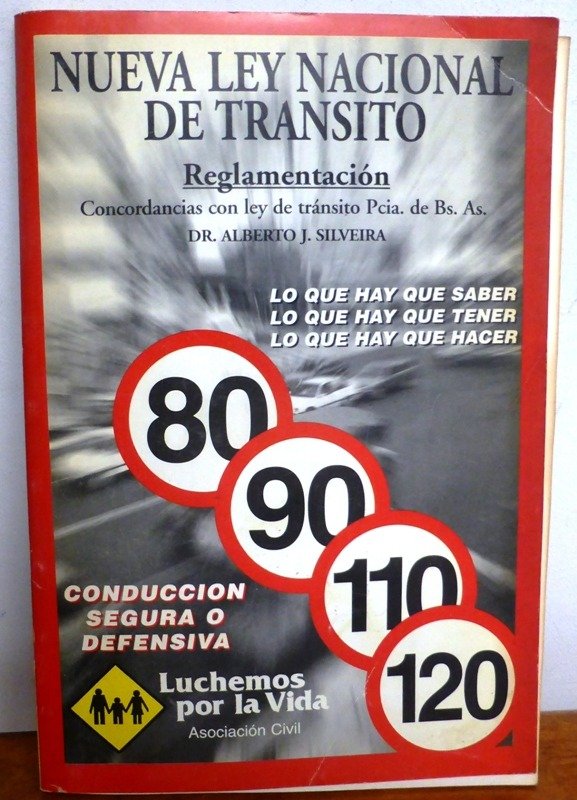 NUEVA LEY NACIONAL
DE TRANSITO
Reglamentación
Concordancias con ley de tránsito Pcia. de Bs. As.
DR. ALBERTO J. SILVEIRA
LO QUE HAY QUE SABER
LO QUE HAY QUE TENER
LO QUE HAY QUE HACER
80
90
110
120
CONDUCCION
SEGURA O
DEFENSIVA
Luchemos
por la Vida
Asociación Civil